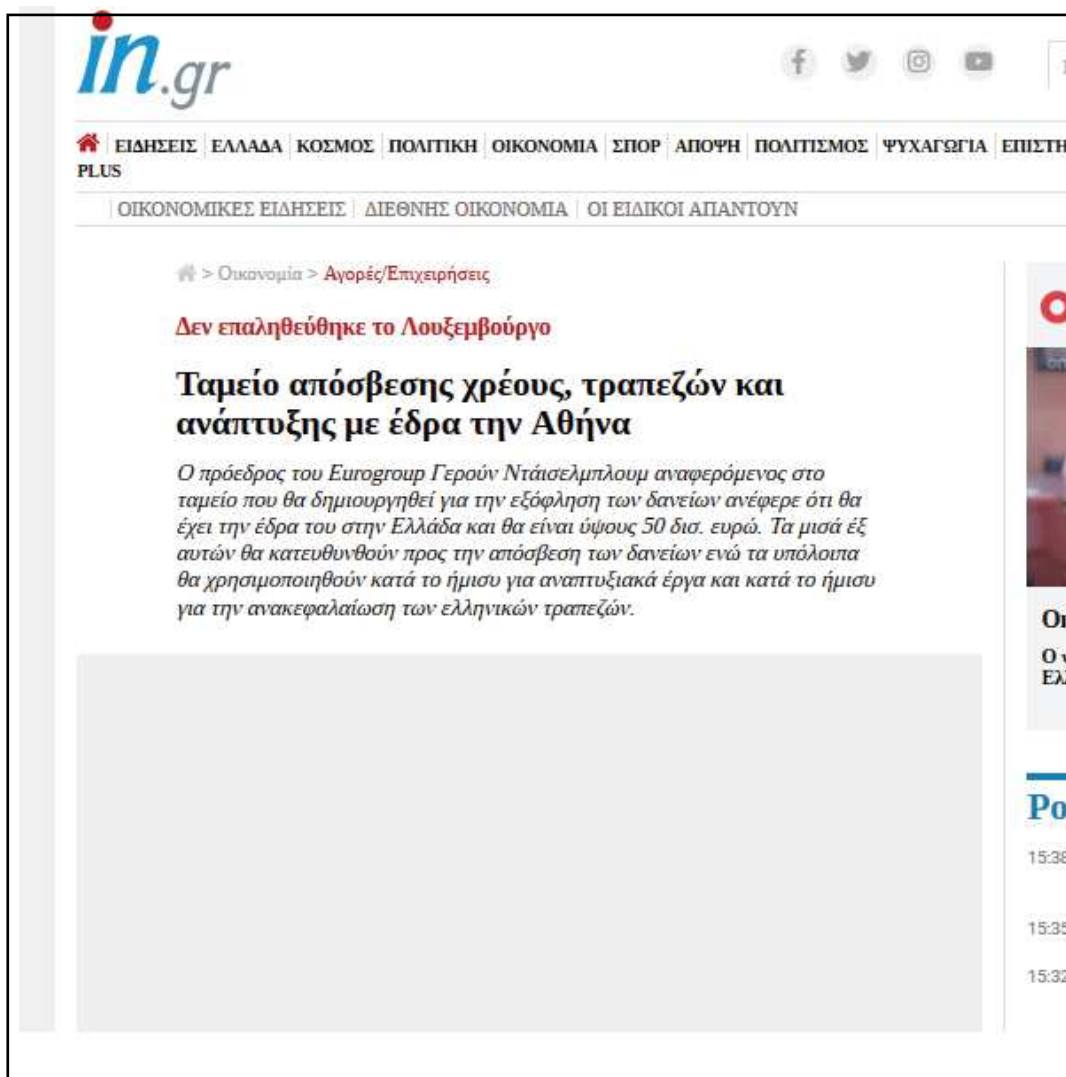 in.gr
ΕΙΔΗΣΕΙΣ ΕΛΛΑΔΑ ΚΟΣΜΟΣ ΠΟΛΙΤΙΚΗ ΟΙΚΟΝΟΜΙΑ ΣΠΟΡ ΑΠΟΨΗ ΠΟΛΙΤΙΣΜΟΣ ΨΥΧΑΓΩΓΙΑ
PLUS
ΟΙΚΟΝΟΜΙΚΕΣ ΕΙΔΗΣΕΙΣ ΔΙΕΘΝΗΣ ΟΙΚΟΝΟΜΙΑ ΟΙ ΕΙΔΙΚΟΙ ΑΠΑΝΤΟΥΝ
> Οικονομία > Αγορές/Επιχειρήσεις
Δεν επαληθεύθηκε το Λουξεμβούργο
Ταμείο απόσβεσης χρέους, τραπεζών και
ανάπτυξης με έδρα την Αθήνα
Ο πρόεδρος του Eurogroup Γερούν Ντάισελμπλουμ αναφερόμενος στο
ταμείο που θα δημιουργηθεί για την εξόφληση των δανείων ανέφερε ότι θα
έχει την έδρα του στην Ελλάδα και θα είναι ύψους 50 δισ. ευρώ. Τα μισά έξ
αυτών θα κατευθυνθούν προς την απόσβεση των δανείων ενώ τα υπόλοιπα
θα χρησιμοποιηθούν κατά το ήμισυ για αναπτυξιακά έργα και κατά το ήμισυ
για την ανακεφαλαίωση των ελληνικών τραπεζών.
15:38
15:35
15:32